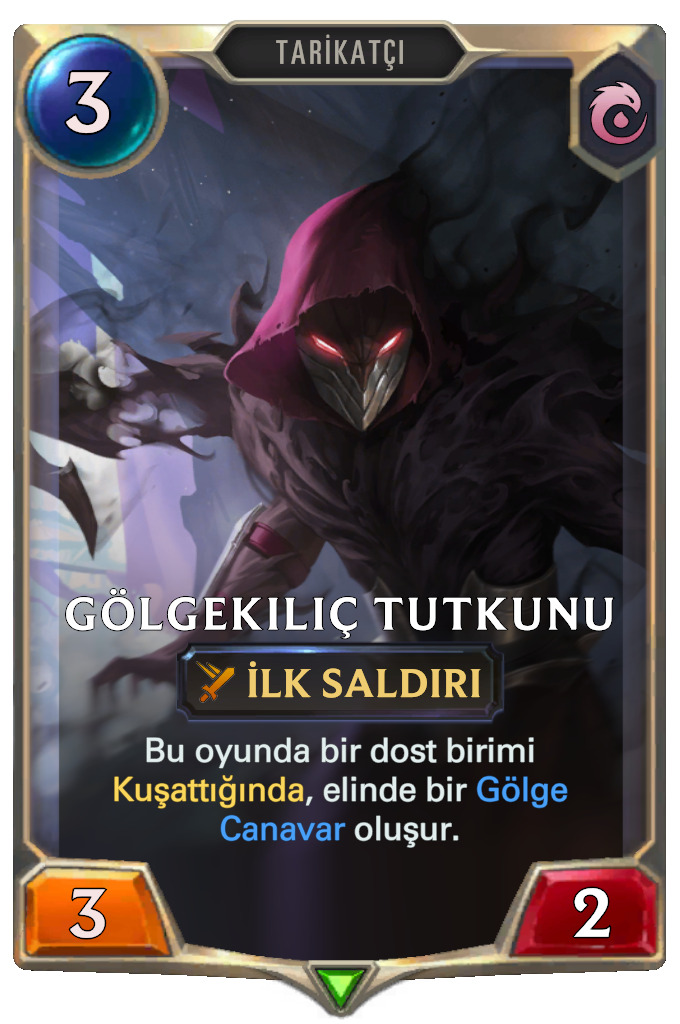 TARİKATÇI
3
GÖLGEKILIÇ TUTKUNU
İLK SALDIRI
Bu oyunda bir dost birimi
Kuşattığında, elinde bir Gölge
Canavar oluşur.
3
2